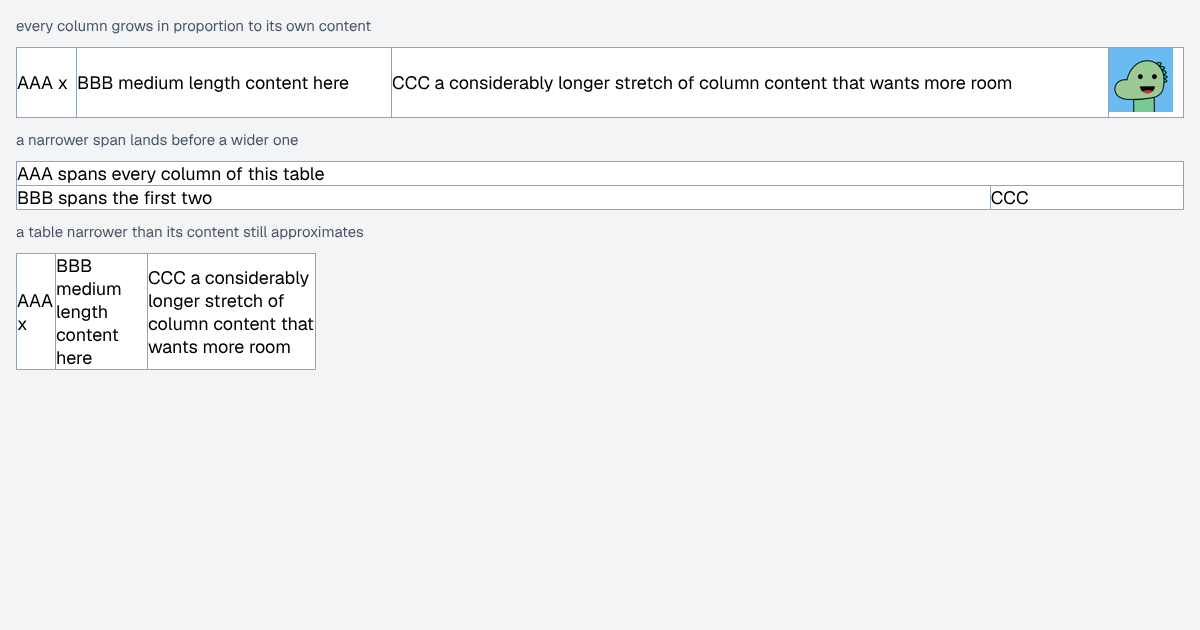 every column grows in proportion to its own content
AAA x BBB medium length content here CCC a considerably longer stretch of column content that wants more room
a narrower span lands before a wider one
AAA spans every column of this table
BBB spans the first two CCC
a table narrower than its content still approximates
AAA
x
BBB
medium
length
content
here
CCC a considerably
longer stretch of
column content that
wants more room